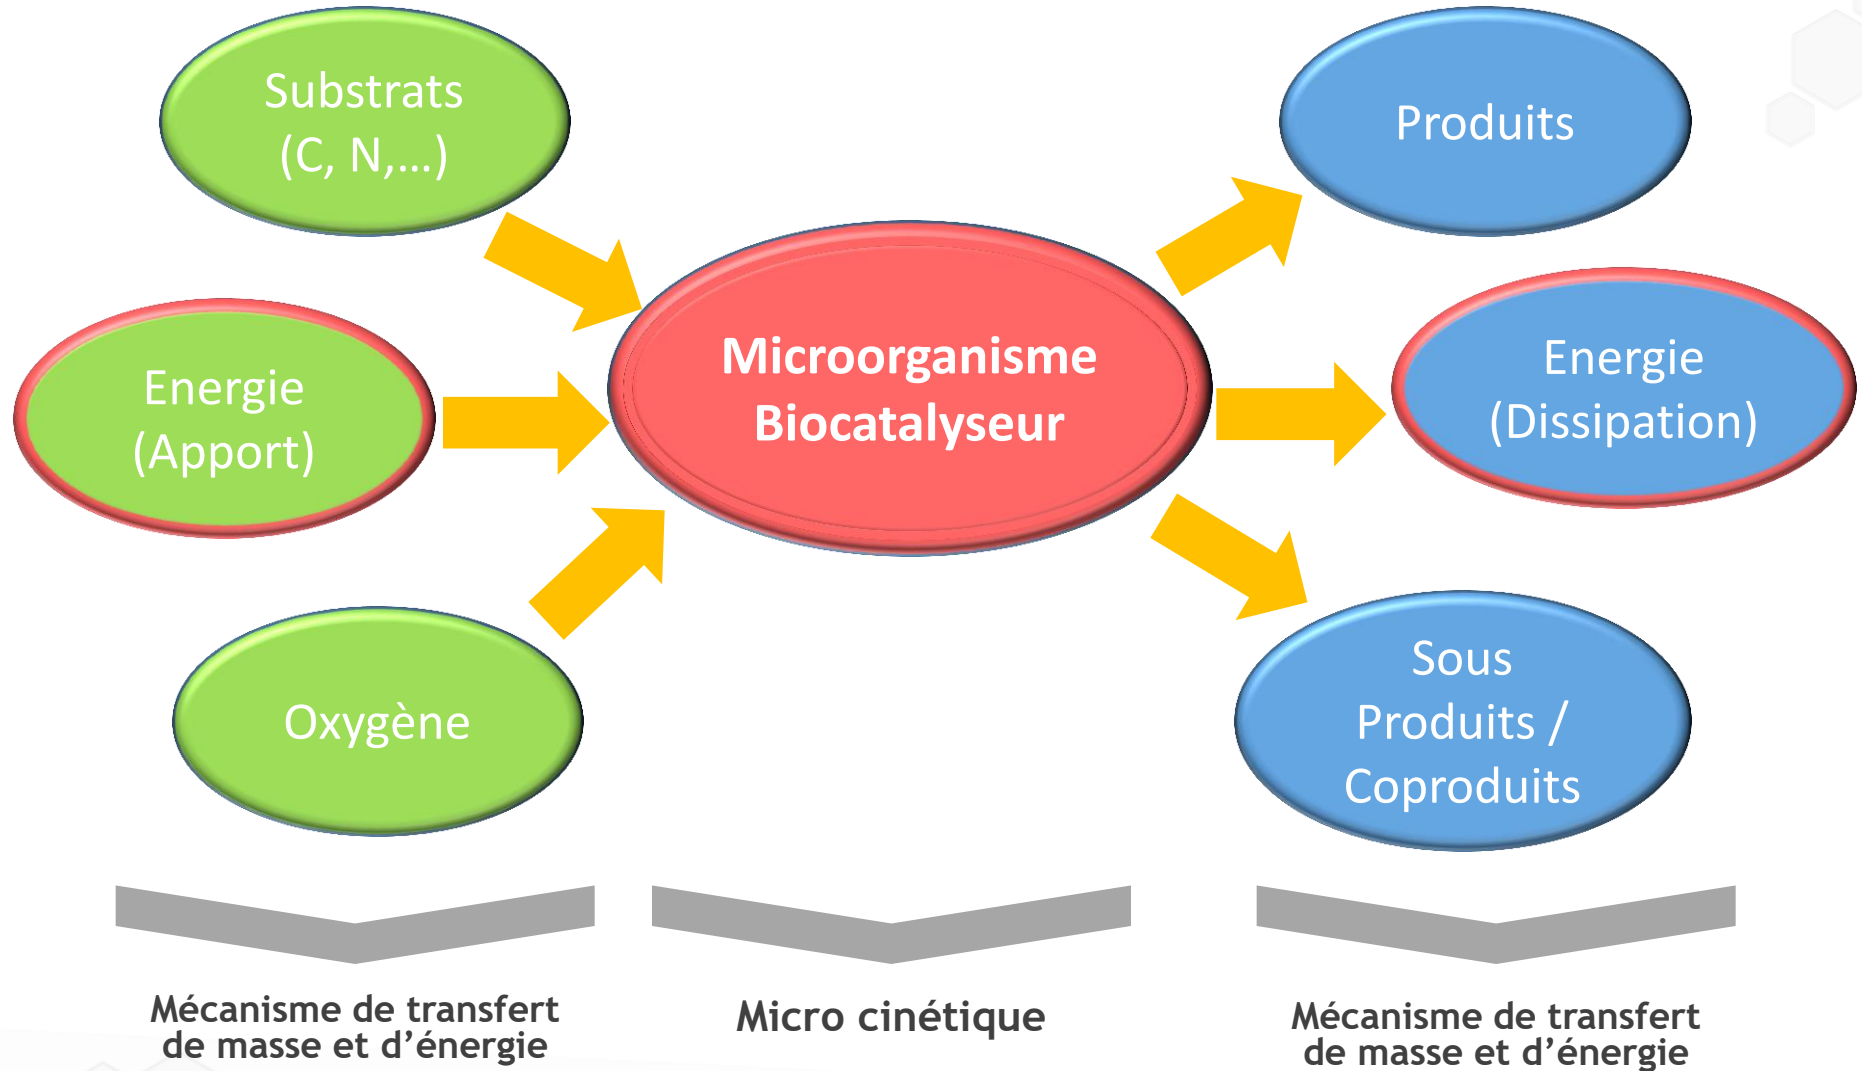 Substrats
(C, N,...)
Produits
Energie
(Apport)
Microorganisme
Biocatalyseur
Energie
(Dissipation)
Oxygène
Sous
Produits /
Coproduits
Mécanisme de transfert
de masse et d’énergie
Micro cinétique
Mécanisme de transfert
de masse et d’énergie